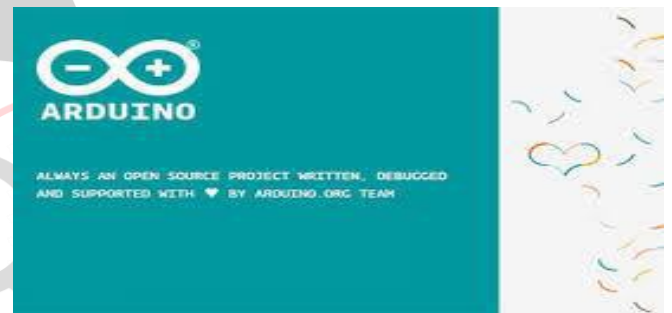 ARDUINO
ALWAYS AN OPEN SOURCE PROJECT WRITTEN, DEBUGGED
AND SUPPORTED WITH ♥ BY ARDUINO.ORG TEAM